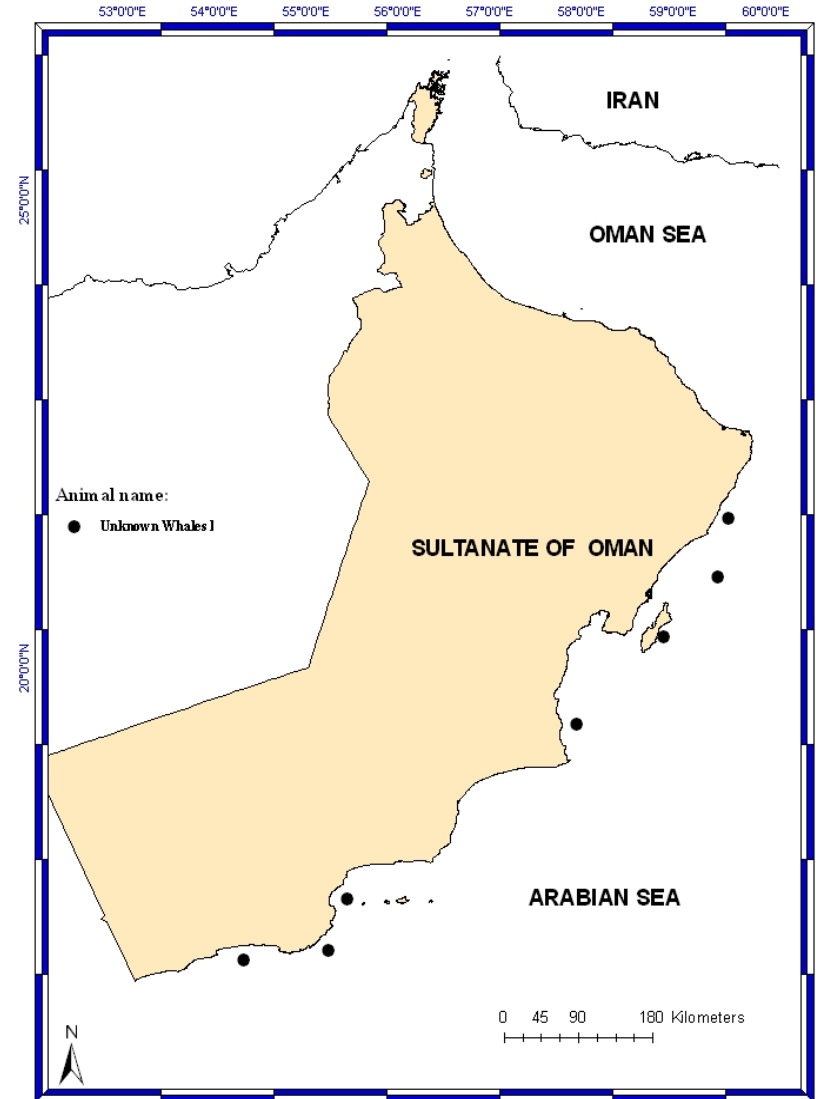 53°0'0"E 54°0'0"E 55°0'0"E 56°0'0"E 57°0'0"E 58°0'0"E 59°0'0"E 60°0'0"E
IRAN
25°0'0"N
OMAN SEA
Animal name:
Unknown Whales 1
SULTANATE OF OMAN
20°0'0"N
ARABIAN SEA
0 45 90 180 Kilometers
N